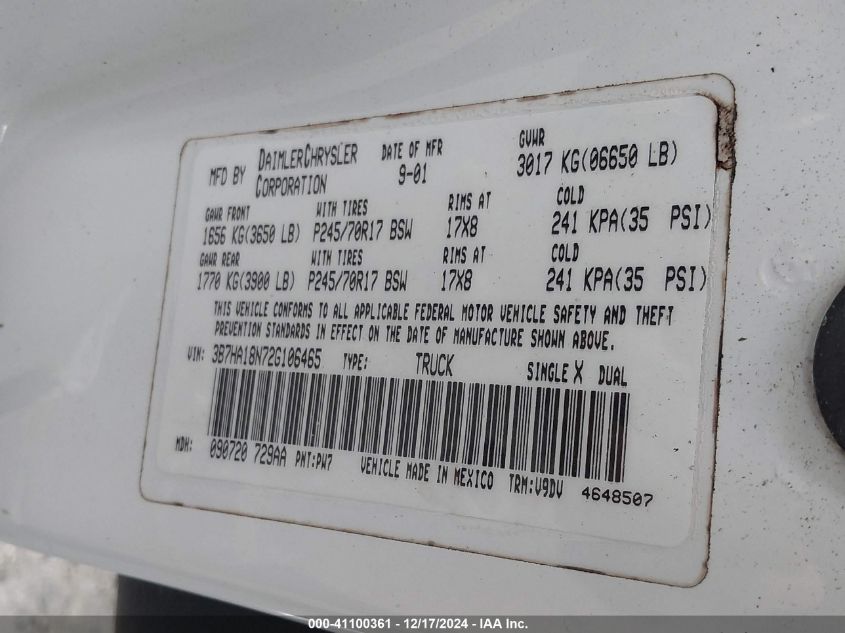 MFD BY DAIMLERCHRYSLER CORPORATION DATE OF MFR 9-01 GVWR 3017 KG(06650 LB)
GAWR FRONT WITH TIRES RIMS AT COLD
1656 KG(3650 LB) P245/70R17 BSW 17X8 241 KPA(35 PSI)
GAWR REAR WITH TIRES RIMS AT COLD
1770 KG(3900 LB) P245/70R17 BSW 17X8 241 KPA(35 PSI)
THIS VEHICLE CONFORMS TO ALL APPLICABLE FEDERAL MOTOR VEHICLE SAFETY AND THEFT
PREVENTION STANDARDS IN EFFECT ON THE DATE OF MANUFACTURE SHOWN ABOVE.
VIN: 3B7HA18N72G106465 TYPE: TRUCK SINGLE X DUAL
MDH: 090720 729AA PNT:PW7 VEHICLE MADE IN MEXICO TRM:V9DV 4648507
000-41100361 - 12/17/2024 - IAA Inc.